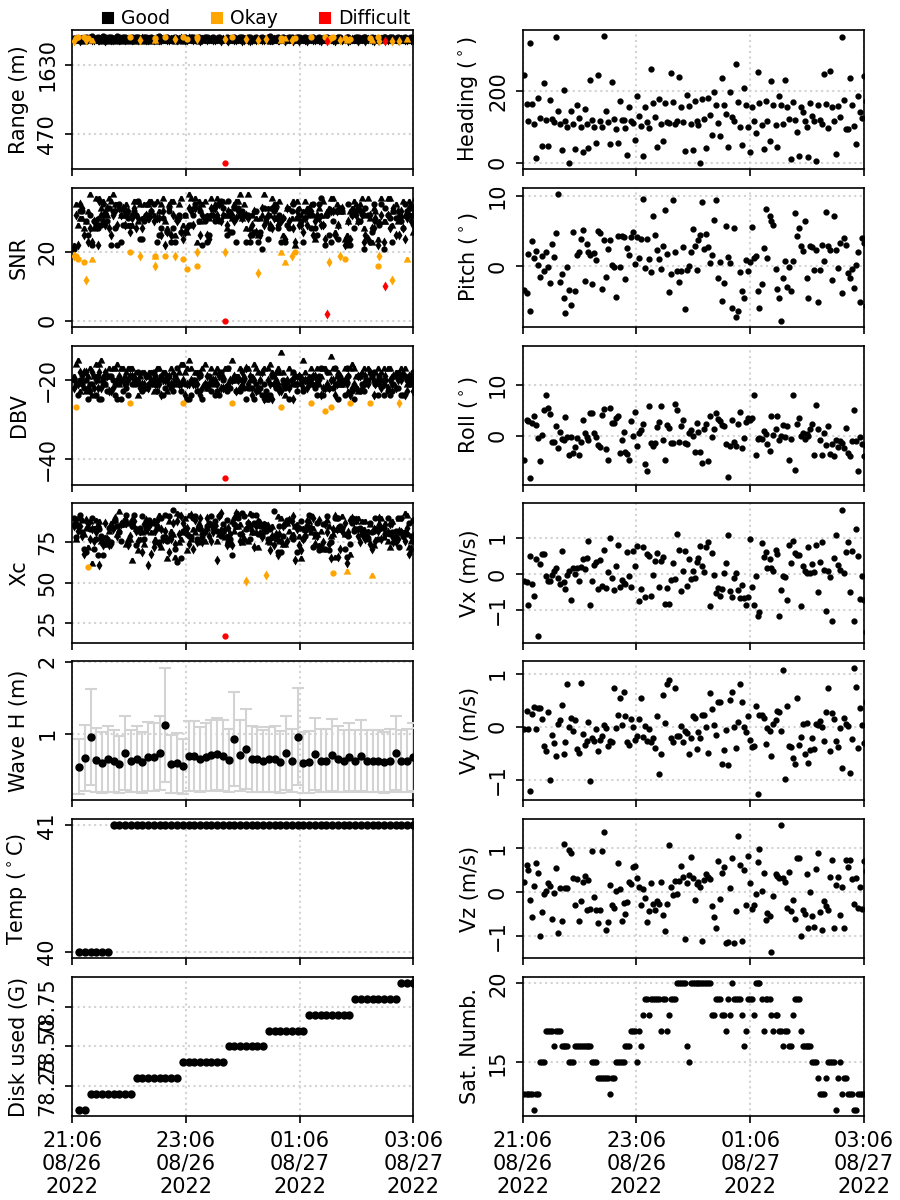 Good Okay Difficult
Range (m)
1630
470
Heading (°)
200
0
SNR
20
0
Pitch (°)
10
0
DBV
−20
−40
Roll (°)
10
0
Xc
75
50
25
Vx (m/s)
1
0
−1
Wave H (m)
2
1
Vy (m/s)
1
0
−1
Temp (°C)
41
40
Vz (m/s)
1
0
−1
Disk used (G)
78.75
78.50
78.25
Sat. Numb.
20
15
21:06 23:06 01:06 03:06
08/26 08/26 08/27 08/27
2022 2022 2022 2022
21:06 23:06 01:06 03:06
08/26 08/26 08/27 08/27
2022 2022 2022 2022